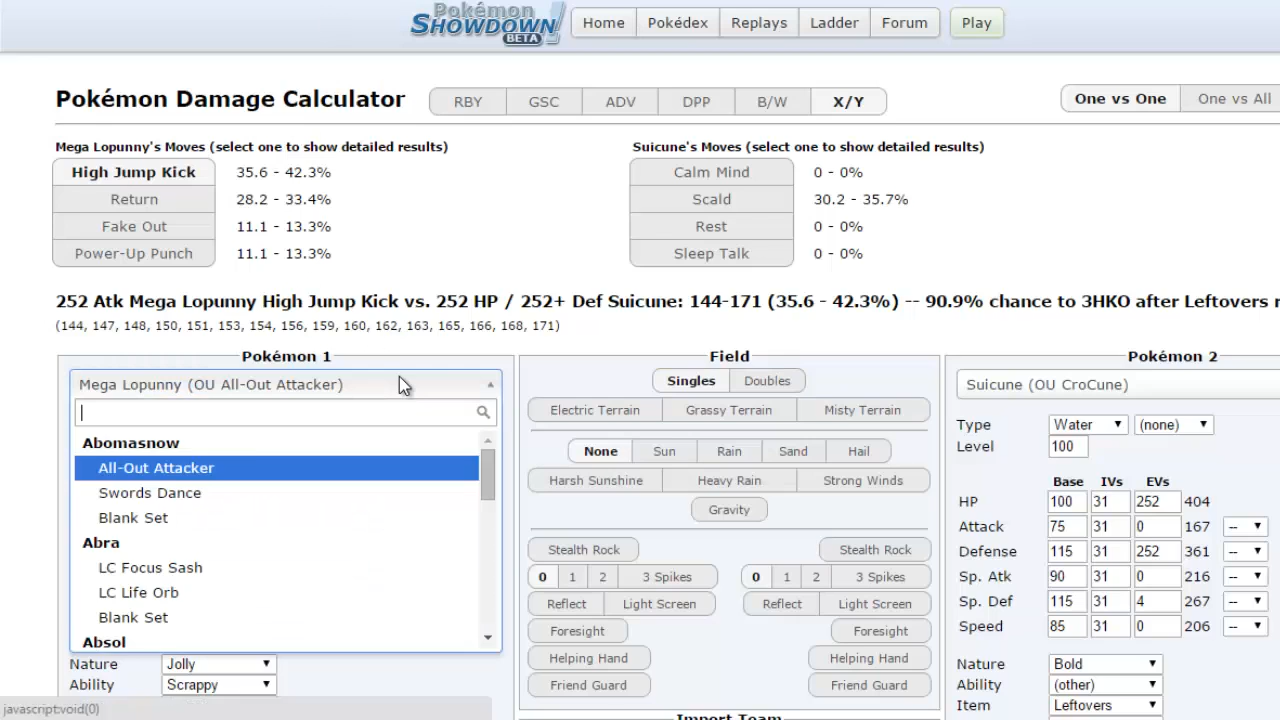 Pokémon
SHOWDOWN!
BETA
Home Pokédex Replays Ladder Forum Play
Pokémon Damage Calculator RBY GSC ADV DPP B/W X/Y One vs One One vs All
Mega Lopunny's Moves (select one to show detailed results) Suicune's Moves (select one to show detailed results)
High Jump Kick 35.6 - 42.3% Calm Mind 0 - 0%
Return 28.2 - 33.4% Scald 30.2 - 35.7%
Fake Out 11.1 - 13.3% Rest 0 - 0%
Power-Up Punch 11.1 - 13.3% Sleep Talk 0 - 0%
252 Atk Mega Lopunny High Jump Kick vs. 252 HP / 252+ Def Suicune: 144-171 (35.6 - 42.3%) -- 90.9% chance to 3HKO after Leftovers r
(144, 147, 148, 150, 151, 153, 154, 156, 159, 160, 162, 163, 165, 166, 168, 171)
Pokémon 1
Mega Lopunny (OU All-Out Attacker)
Abomasnow
All-Out Attacker
Swords Dance
Blank Set
Abra
LC Focus Sash
LC Life Orb
Blank Set
Absol
Nature Jolly
Ability Scrappy
javascript:void(0)
Field
Singles Doubles
Electric Terrain Grassy Terrain Misty Terrain
None Sun Rain Sand Hail
Harsh Sunshine Heavy Rain Strong Winds
Gravity
Stealth Rock Stealth Rock
0 1 2 3 Spikes 0 1 2 3 Spikes
Reflect Light Screen Reflect Light Screen
Foresight Foresight
Helping Hand Helping Hand
Friend Guard Friend Guard
Import Team
Pokémon 2
Suicune (OU CroCune)
Type Water (none)
Level 100
Base IVs EVs
HP 100 31 252 404
Attack 75 31 0 167 --
Defense 115 31 252 361 --
Sp. Atk 90 31 0 216 --
Sp. Def 115 31 4 267 --
Speed 85 31 0 206 --
Nature Bold
Ability (other)
Item Leftovers